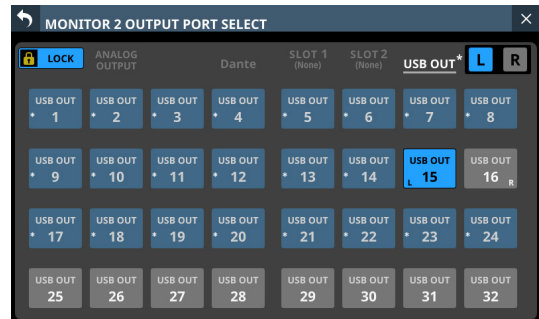 MONITOR 2 OUTPUT PORT SELECT
LOCK ANALOG OUTPUT Dante SLOT 1 (None) SLOT 2 (None) USB OUT* L R
USB OUT USB OUT USB OUT USB OUT USB OUT USB OUT USB OUT USB OUT
* 1 * 2 * 3 * 4 * 5 * 6 * 7 * 8
USB OUT USB OUT USB OUT USB OUT USB OUT USB OUT USB OUT USB OUT
* 9 * 10 * 11 * 12 * 13 * 14 L 15 16 R
USB OUT USB OUT USB OUT USB OUT USB OUT USB OUT USB OUT USB OUT
* 17 * 18 * 19 * 20 * 21 * 22 * 23 * 24
USB OUT USB OUT USB OUT USB OUT USB OUT USB OUT USB OUT USB OUT
25 26 27 28 29 30 31 32